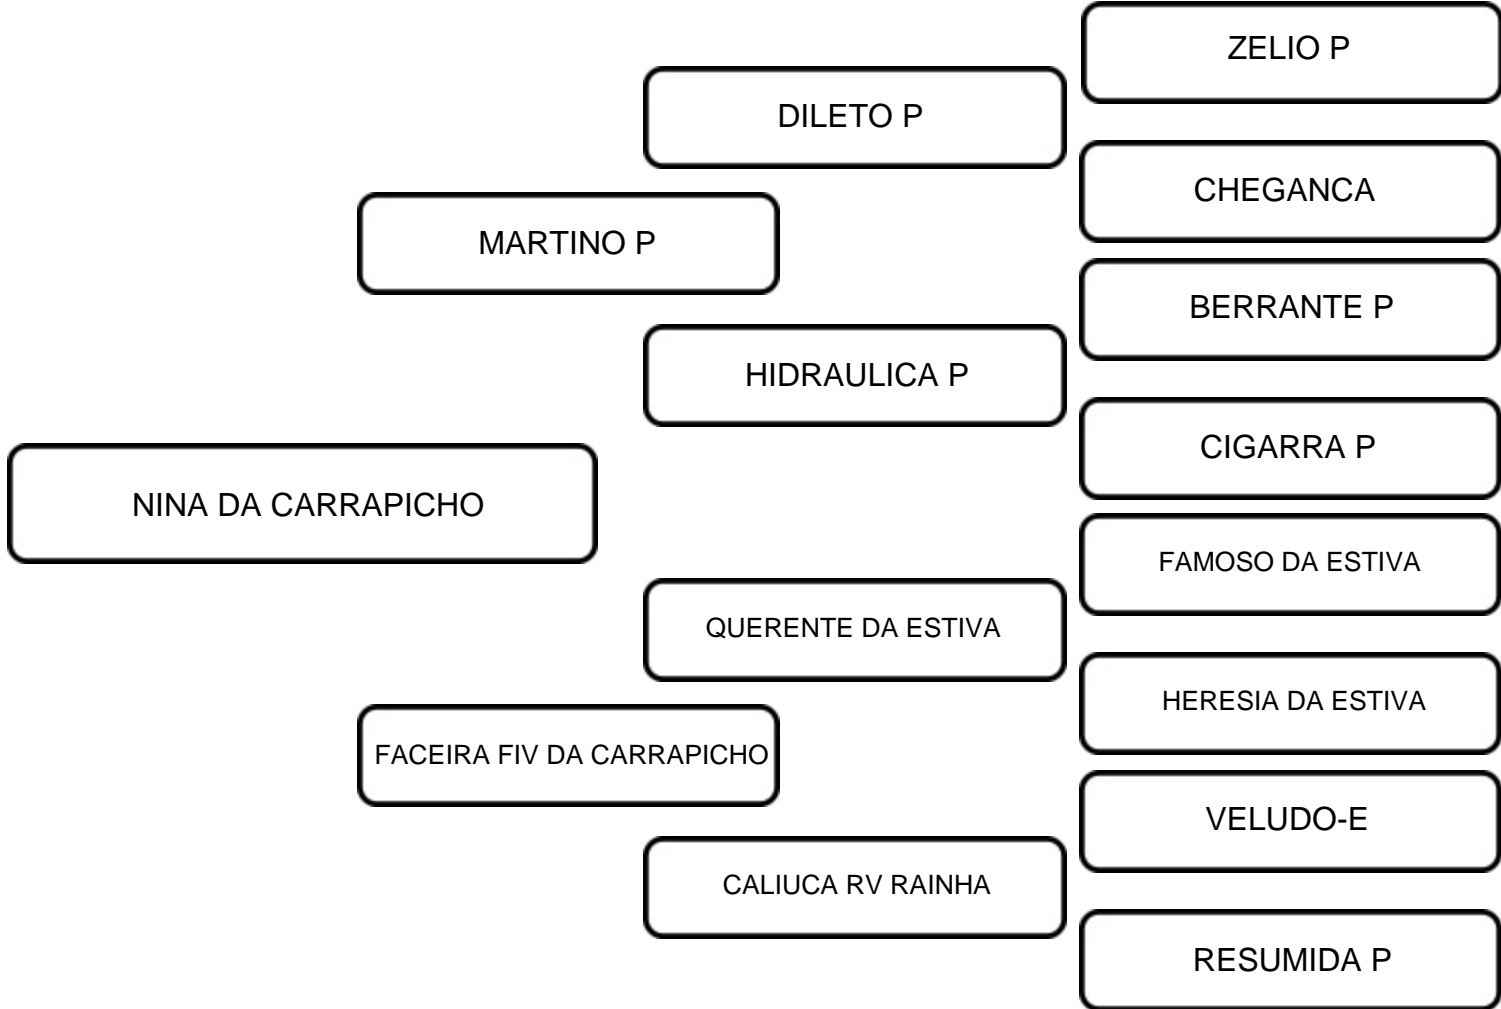 ZELIO P
DILETO P
CHEGANCA
MARTINO P
BERRANTE P
HIDRAULICA P
CIGARRA P
NINA DA CARRAPICHO
FAMOSO DA ESTIVA
QUERENTE DA ESTIVA
HERESIA DA ESTIVA
FACEIRA FIV DA CARRAPICHO
VELUDO-E
CALIUCA RV RAINHA
RESUMIDA P